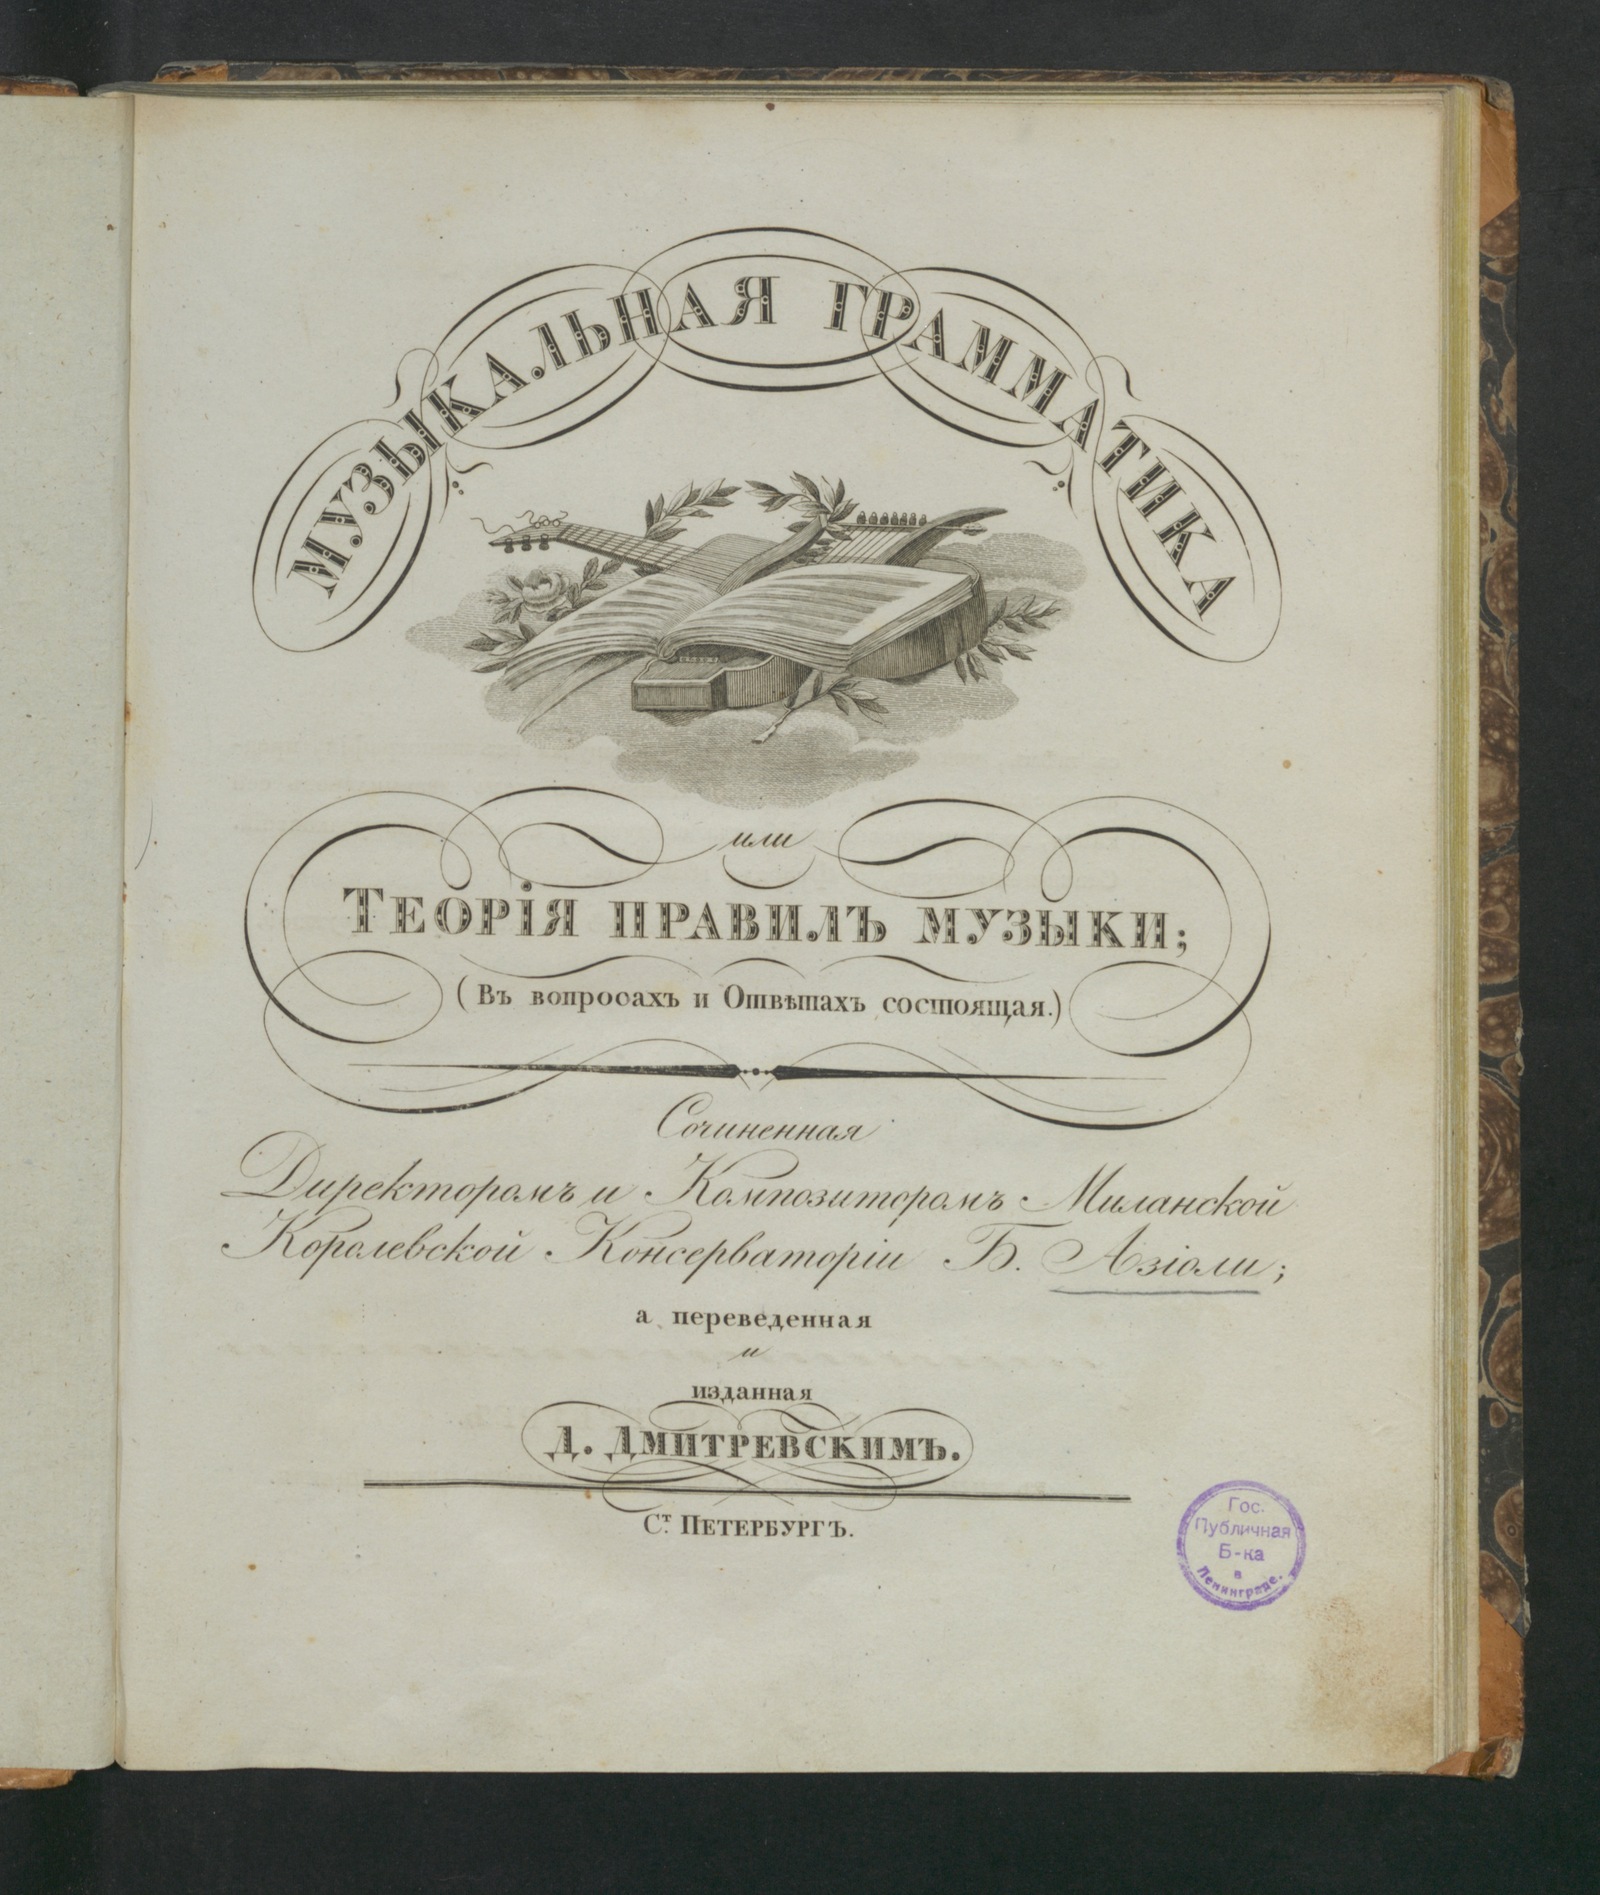 МУЗЫКАЛЬНАЯ ГРАММАТИКА
или
ТЕОРІЯ ПРАВИЛЪ МУЗЫКИ;
(Въ вопросахъ и Отвѣтахъ состоящая.)
Сочиненная
Директоромъ и Композиторомъ Миланской
Королевской Консерваторіи Б. Азіоли;
а переведенная
и
изданная
Д. ДМИТРЕВСКИМЪ.
Ст. ПЕТЕРБУРГЪ.
Гос.
Публичная
Б-ка
в
Ленинграде.